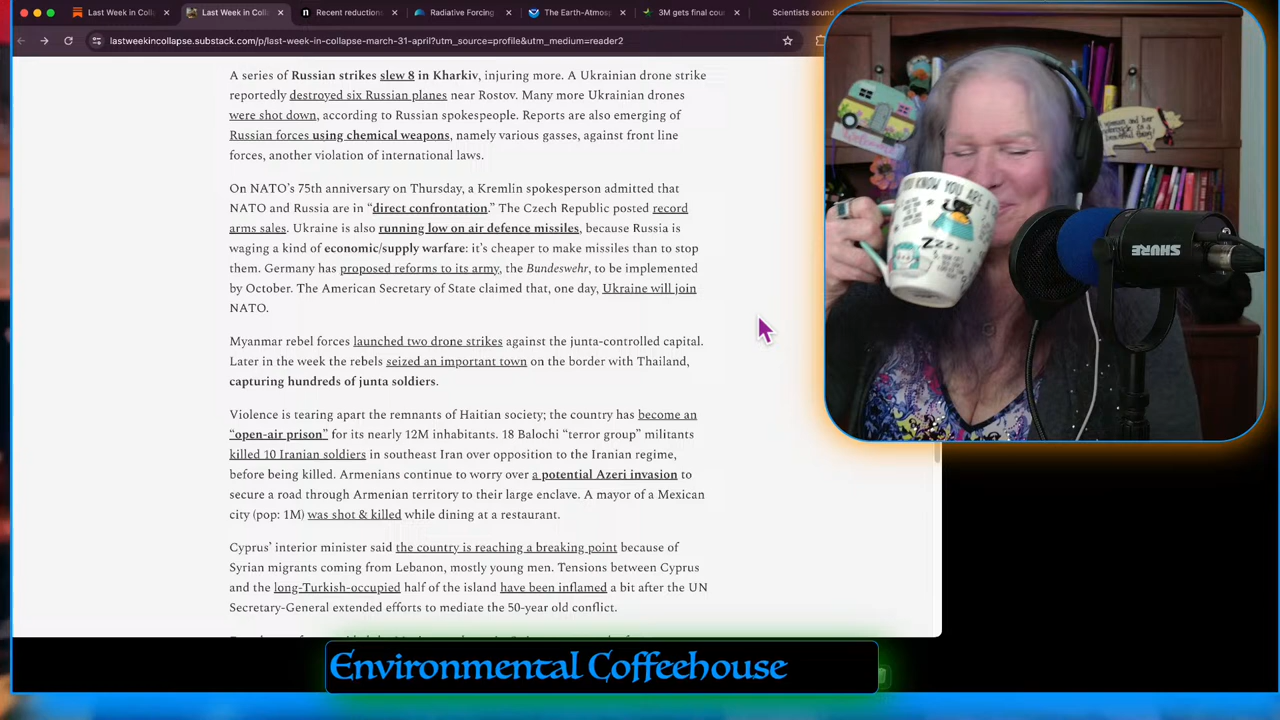 Last Week in Coll
Last Week in Coll
Recent reductions
Radiative Forcing
The Earth-Atmos
3M gets final cou
Scientists sound
lastweekincollapse.substack.com/p/last-week-in-collapse-march-31-april?utm_source=profile&utm_medium=reader2
A series of Russian strikes slew 8 in Kharkiv, injuring more. A Ukrainian drone strike
reportedly destroyed six Russian planes near Rostov. Many more Ukrainian drones
were shot down, according to Russian spokespeople. Reports are also emerging of
Russian forces using chemical weapons, namely various gasses, against front line
forces, another violation of international laws.
On NATO’s 75th anniversary on Thursday, a Kremlin spokesperson admitted that
NATO and Russia are in “direct confrontation.” The Czech Republic posted record
arms sales. Ukraine is also running low on air defence missiles, because Russia is
waging a kind of economic/supply warfare: it’s cheaper to make missiles than to stop
them. Germany has proposed reforms to its army, the Bundeswehr, to be implemented
by October. The American Secretary of State claimed that, one day, Ukraine will join
NATO.
Myanmar rebel forces launched two drone strikes against the junta-controlled capital.
Later in the week the rebels seized an important town on the border with Thailand,
capturing hundreds of junta soldiers.
Violence is tearing apart the remnants of Haitian society; the country has become an
“open-air prison” for its nearly 12M inhabitants. 18 Balochi “terror group” militants
killed 10 Iranian soldiers in southeast Iran over opposition to the Iranian regime,
before being killed. Armenians continue to worry over a potential Azeri invasion to
secure a road through Armenian territory to their large enclave. A mayor of a Mexican
city (pop: 1M) was shot & killed while dining at a restaurant.
Cyprus’ interior minister said the country is reaching a breaking point because of
Syrian migrants coming from Lebanon, mostly young men. Tensions between Cyprus
and the long-Turkish-occupied half of the island have been inflamed a bit after the UN
Secretary-General extended efforts to mediate the 50-year old conflict.
Welcome
YOU KNOW YOU ARE
Zzz
SHURE
Environmental Coffeehouse